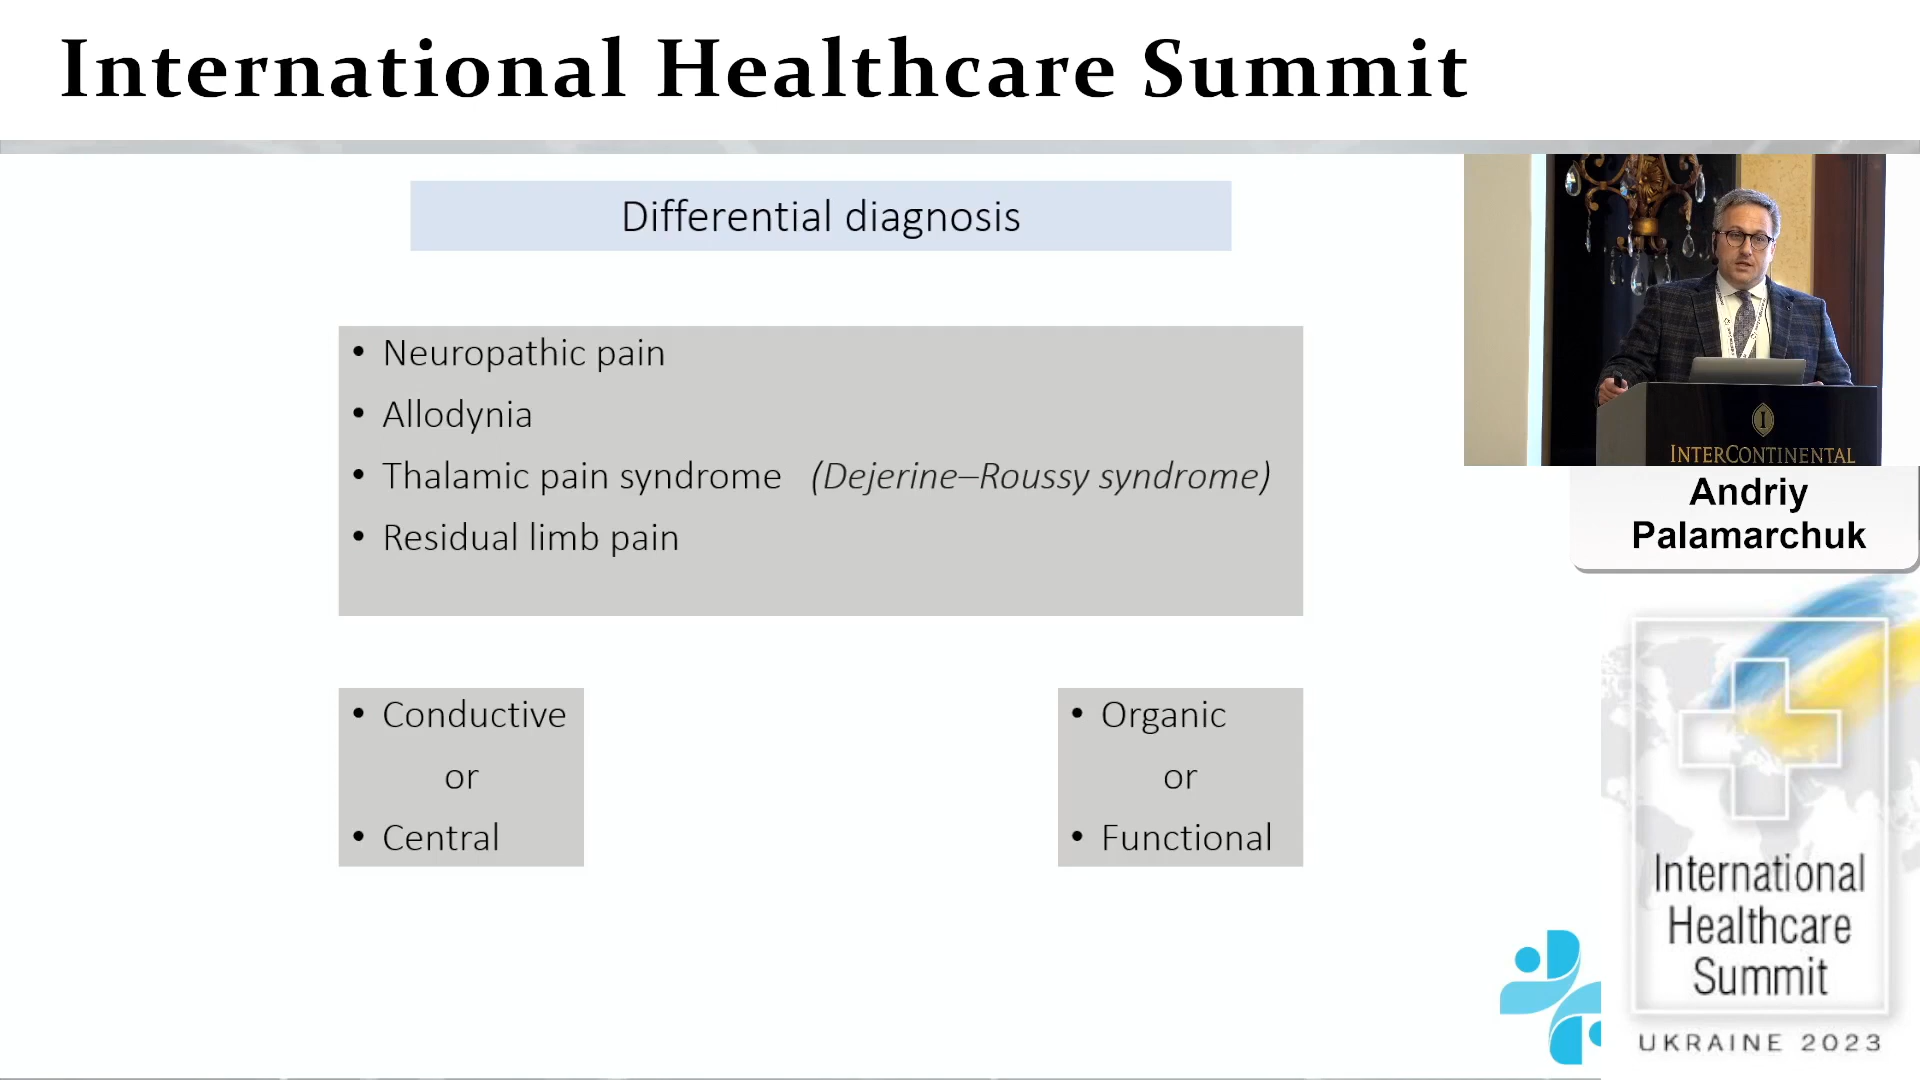 International Healthcare Summit
Differential diagnosis
• Neuropathic pain
• Allodynia
• Thalamic pain syndrome (Dejerine–Roussy syndrome)
• Residual limb pain
• Conductive
or
• Central
• Organic
or
• Functional
INTERCONTINENTAL
Andriy
Palamarchuk
International
Healthcare
Summit
UKRAINE 2023